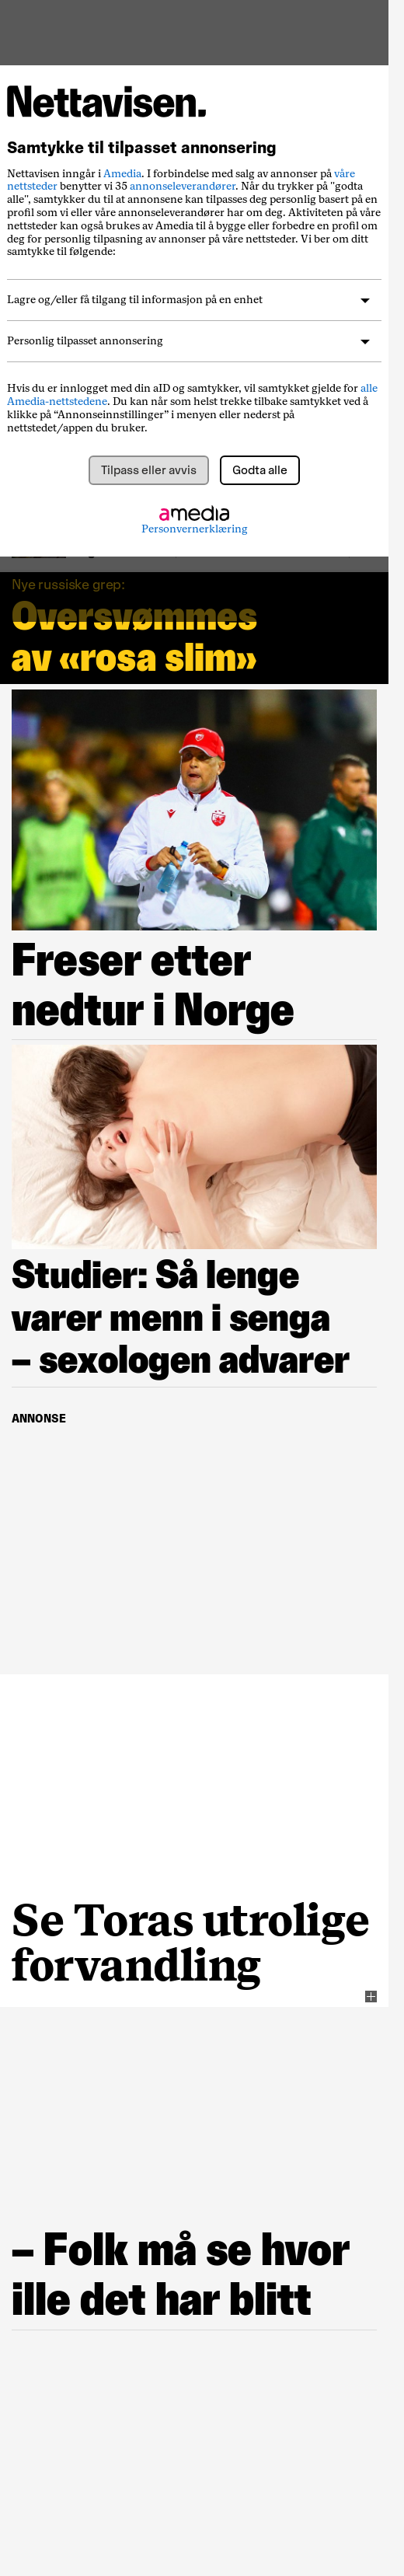 Nettavisen.
Samtykke til tilpasset annonsering
Nettavisen inngår i Amedia. I forbindelse med salg av annonser på våre
nettsteder benytter vi 35 annonseleverandører. Når du trykker på "godta
alle", samtykker du til at annonsene kan tilpasses deg personlig basert på en
profil som vi eller våre annonseleverandører har om deg. Aktiviteten på våre
nettsteder kan også brukes av Amedia til å bygge eller forbedre en profil om
deg for personlig tilpasning av annonser på våre nettsteder. Vi ber om ditt
samtykke til følgende:
Lagre og/eller få tilgang til informasjon på en enhet
Personlig tilpasset annonsering
Hvis du er innlogget med din aID og samtykker, vil samtykket gjelde for alle
Amedia-nettstedene. Du kan når som helst trekke tilbake samtykket ved å
klikke på “Annonseinnstillinger” i menyen eller nederst på
nettstedet/appen du bruker.
Tilpass eller avvis
Godta alle
amedia
Personvernerklæring
Nye russiske grep:
Oversvømmes
av «rosa slim»
Freser etter
nedtur i Norge
Studier: Så lenge
varer menn i senga
– sexologen advarer
ANNONSE
Se Toras utrolige
forvandling
– Folk må se hvor
ille det har blitt